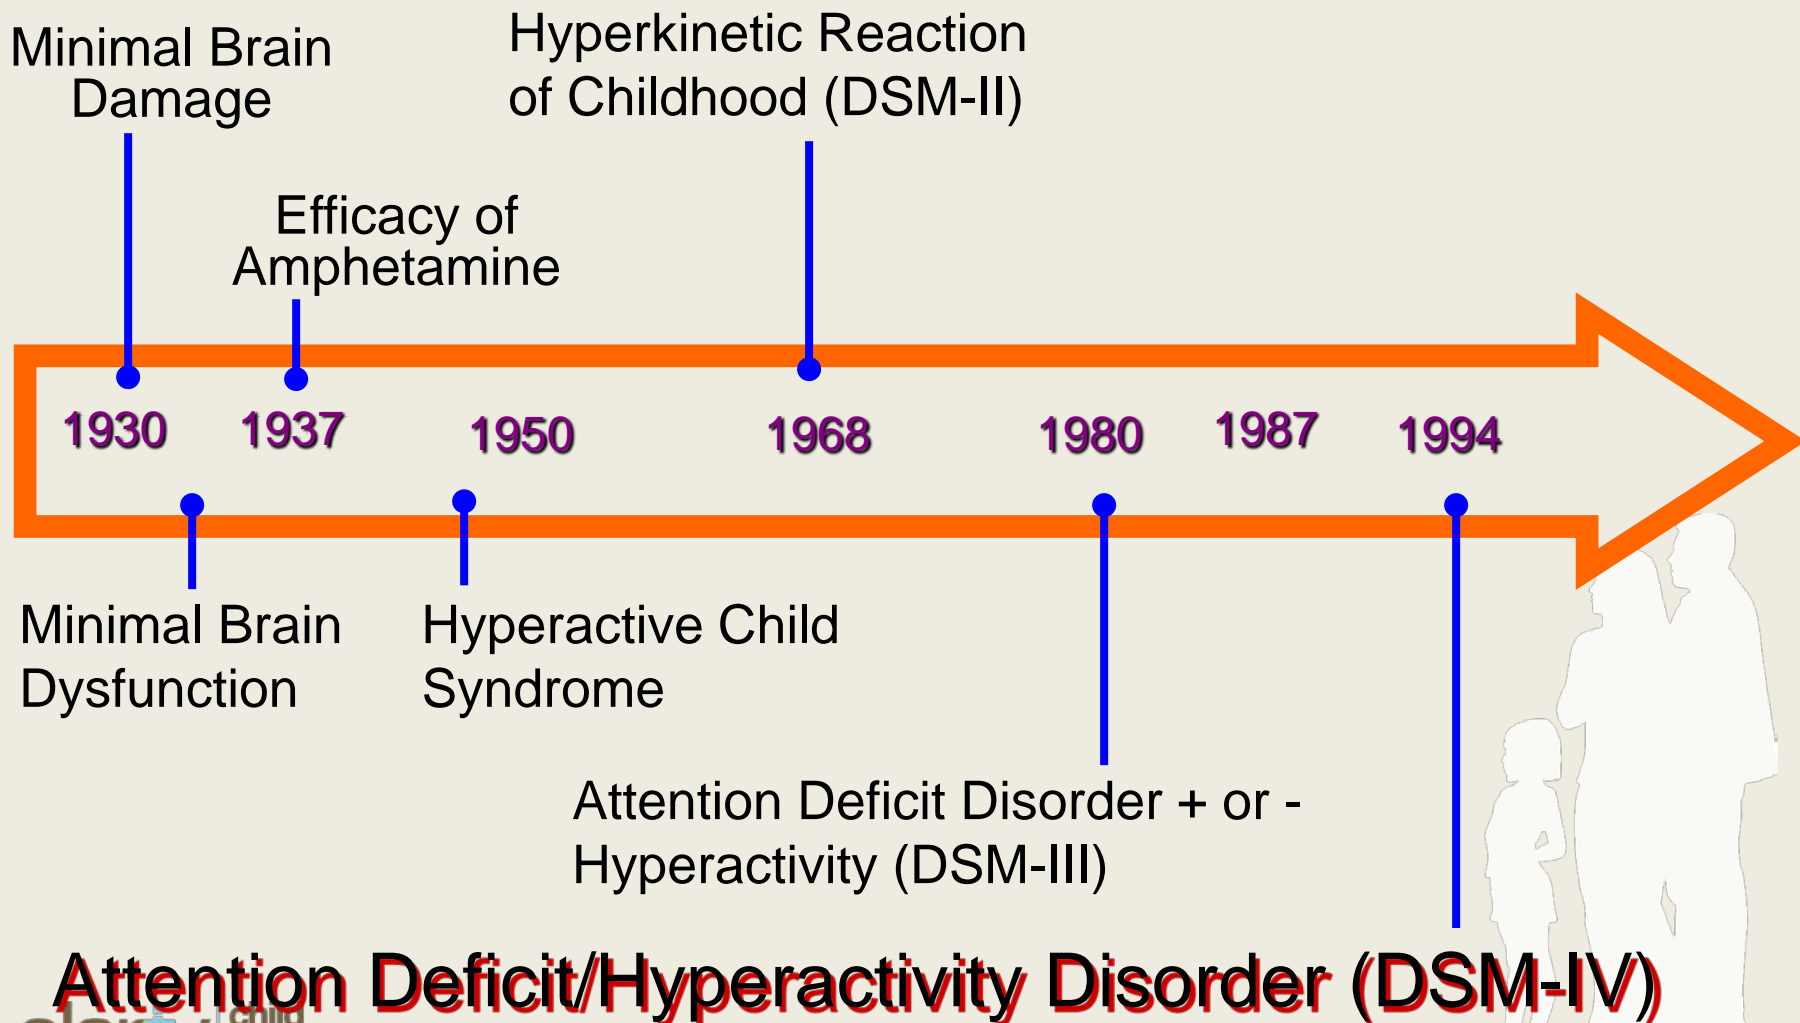 Minimal Brain
Damage
Hyperkinetic Reaction
of Childhood (DSM-II)
Efficacy of
Amphetamine
1930
1937
1950
1968
1980
1987
1994
Minimal Brain
Dysfunction
Hyperactive Child
Syndrome
Attention Deficit Disorder + or -
Hyperactivity (DSM-III)
Attention Deficit/Hyperactivity Disorder (DSM-IV)
child